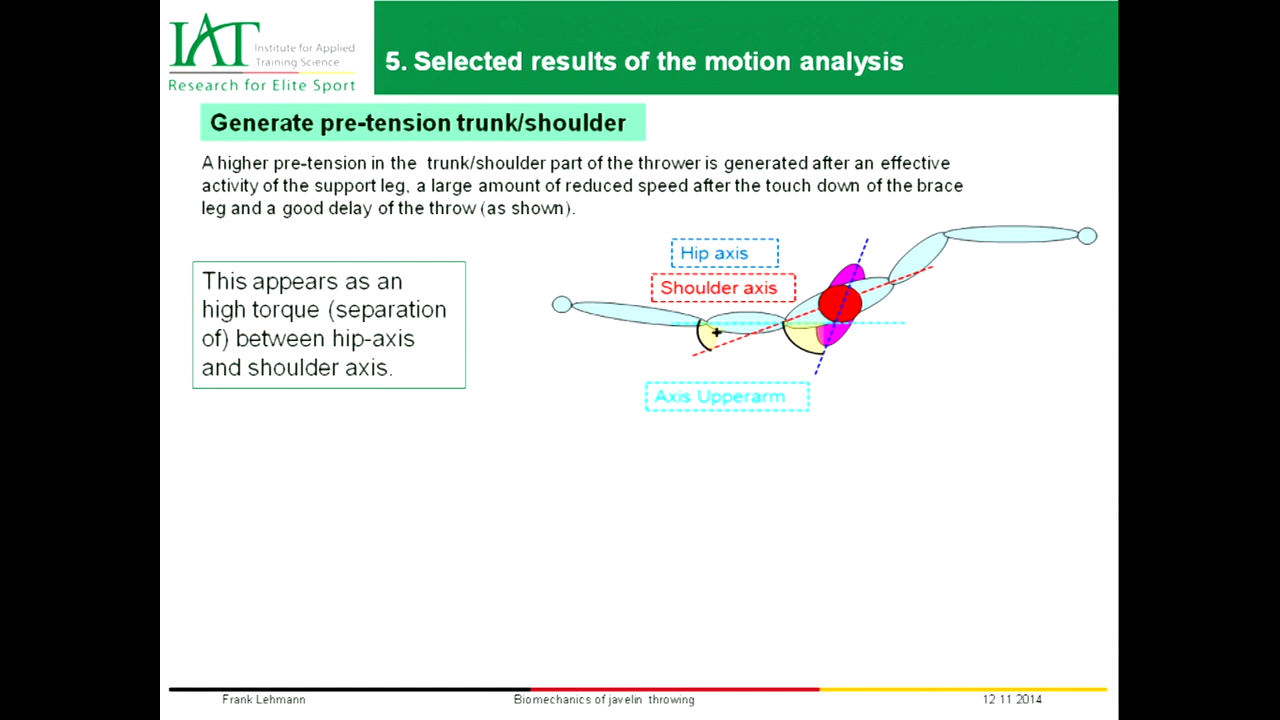 IAT
Institute for Applied
Training Science
Research for Elite Sport
5. Selected results of the motion analysis
Generate pre-tension trunk/shoulder
A higher pre-tension in the trunk/shoulder part of the thrower is generated after an effective
activity of the support leg, a large amount of reduced speed after the touch down of the brace
leg and a good delay of the throw (as shown).
This appears as an
high torque (separation
of) between hip-axis
and shoulder axis.
Hip axis
Shoulder axis
+
Axis Upperarm
Frank Lehmann
Biomechanics of javelin throwing
12.11.2014